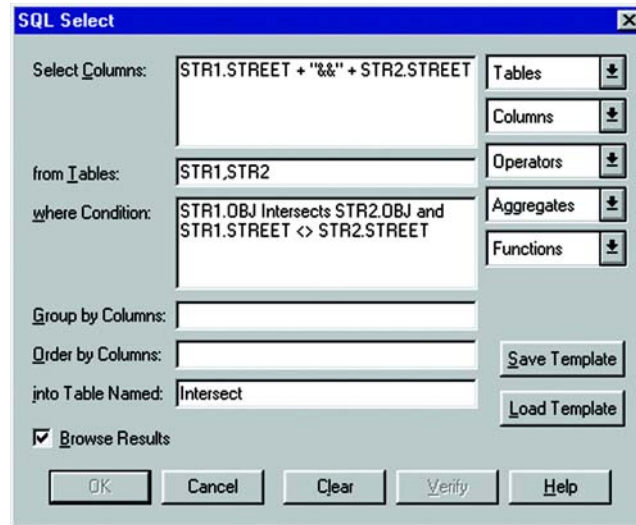 SQL Select
Select Columns:
STR1.STREET + "&&" + STR2.STREET
Tables
Columns
from Tables:
STR1,STR2
Operators
where Condition:
STR1.OBJ Intersects STR2.OBJ and
STR1.STREET <> STR2.STREET
Aggregates
Functions
Group by Columns:
Order by Columns:
Save Template
into Table Named:
Intersect
Load Template
Browse Results
OK
Cancel
Clear
Verify
Help